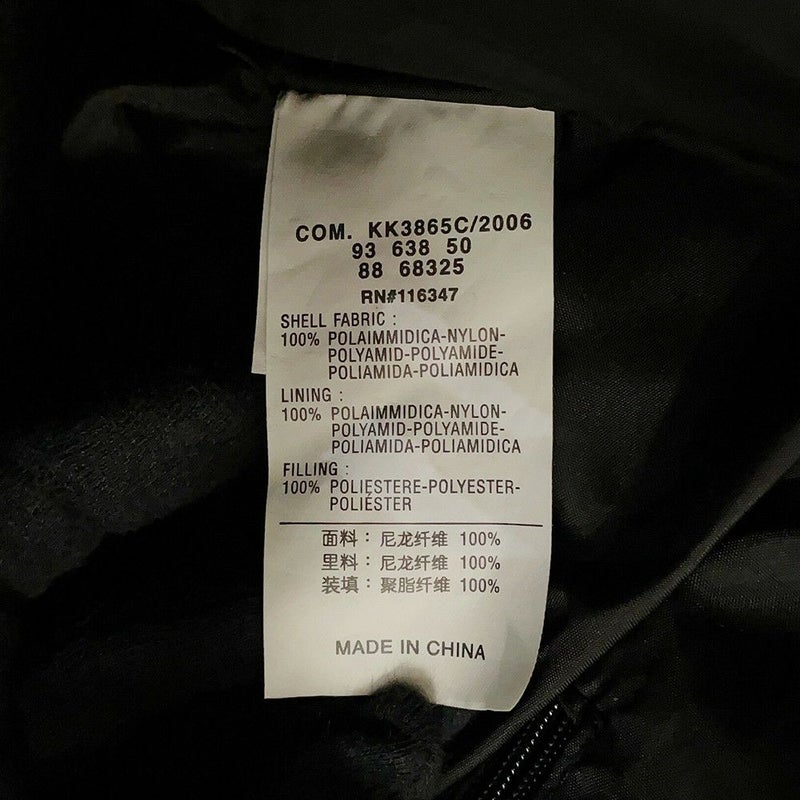 COM. KK3865C/2006
93 638 50
88 68325
RN#116347
SHELL FABRIC :
100% POLAIMMIDICA-NYLON-
POLYAMID-POLYAMIDE-
POLIAMIDA-POLIAMIDICA
LINING :
100% POLAIMMIDICA-NYLON-
POLYAMID-POLYAMIDE-
POLIAMIDA-POLIAMIDICA
FILLING :
100% POLIESTERE-POLYESTER-
POLIÉSTER
面料：尼龙纤维 100%
里料：尼龙纤维 100%
装填：聚脂纤维 100%
MADE IN CHINA